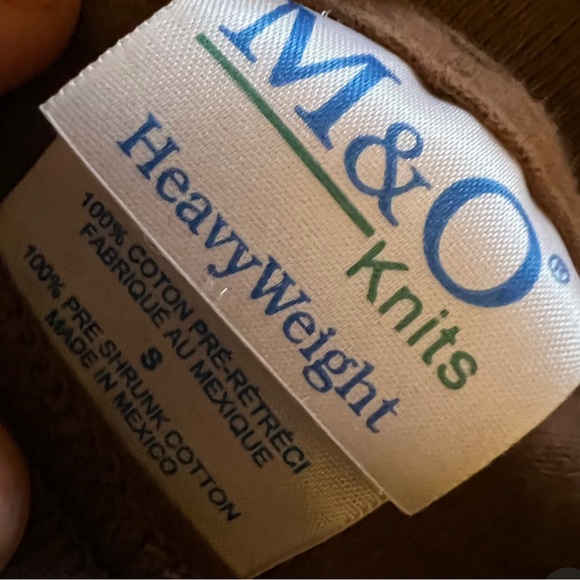 M&O®
Knits
HeavyWeight
100% COTON PRÉ-RÉTRÉCI
FABRIQUÉ AU MEXIQUE
S
100% PRE SHRUNK COTTON
MADE IN MEXICO